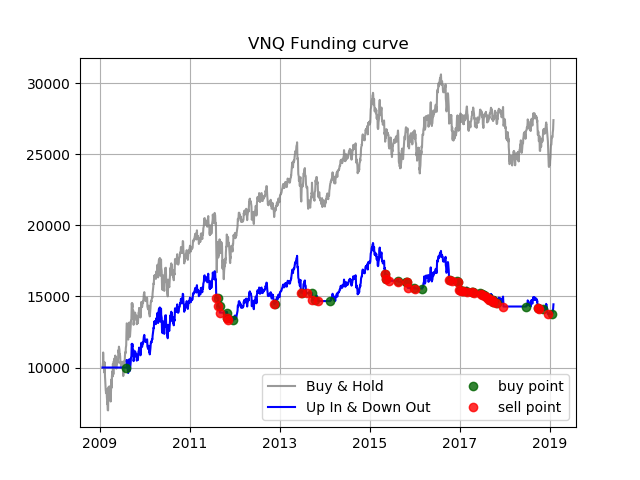 VNQ Funding curve
30000
25000
20000
15000
10000
Buy & Hold
Up In & Down Out
buy point
sell point
2009
2011
2013
2015
2017
2019